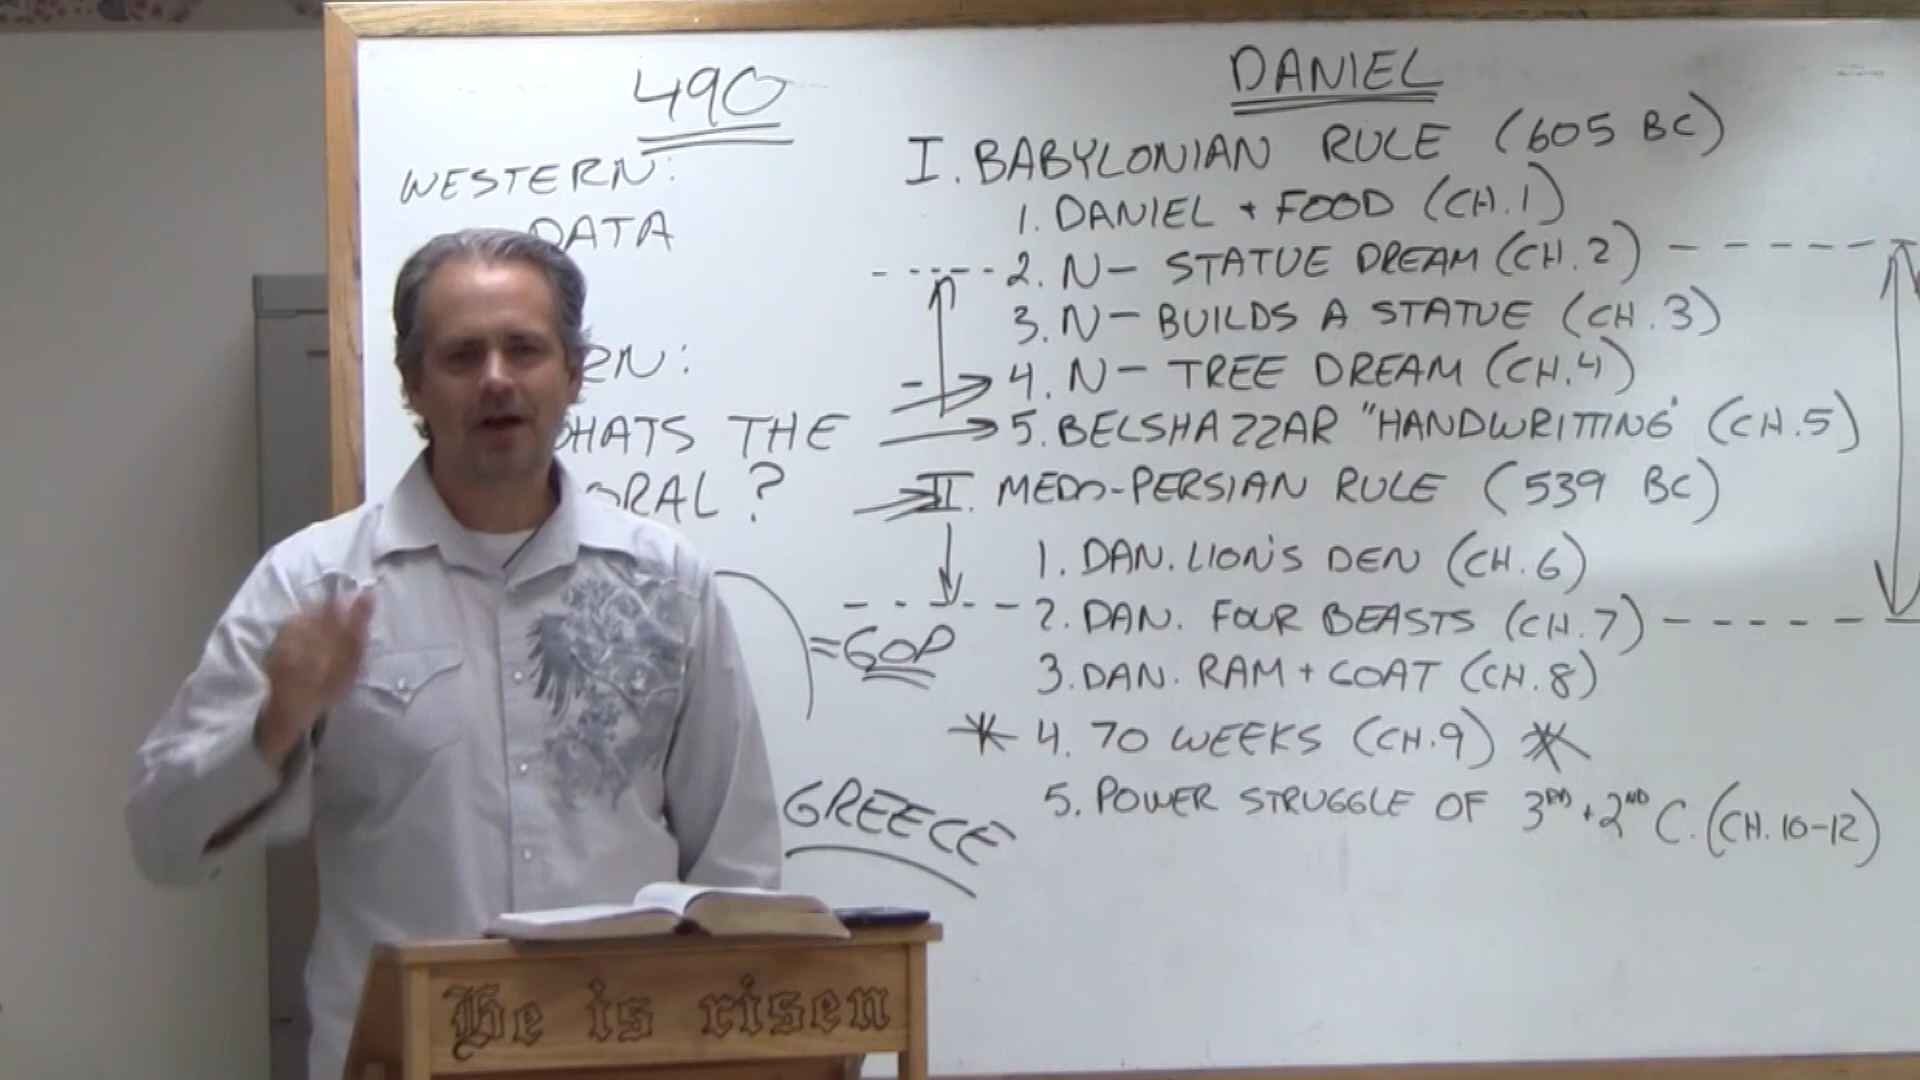 490
WESTERN:
DATA
RN:
WHATS THE
ORAL?
= GOP
GREECE
DANIEL
I. BABYLONIAN RULE (605 BC)
1. DANIEL + FOOD (CH.1)
2. N- STATUE DREAM (CH.2)
3. N- BUILDS A STATUE (CH.3)
4. N- TREE DREAM (CH.4)
5. BELSHAZZAR "HANDWRITTING" (CH.5)
II. MEDO-PERSIAN RULE (539 BC)
1. DAN. LION'S DEN (CH.6)
2. DAN. FOUR BEASTS (CH.7)
3. DAN. RAM + GOAT (CH.8)
* 4. 70 WEEKS (CH.9) *
5. POWER STRUGGLE OF 3RD + 2ND C. (CH.10-12)
He is risen